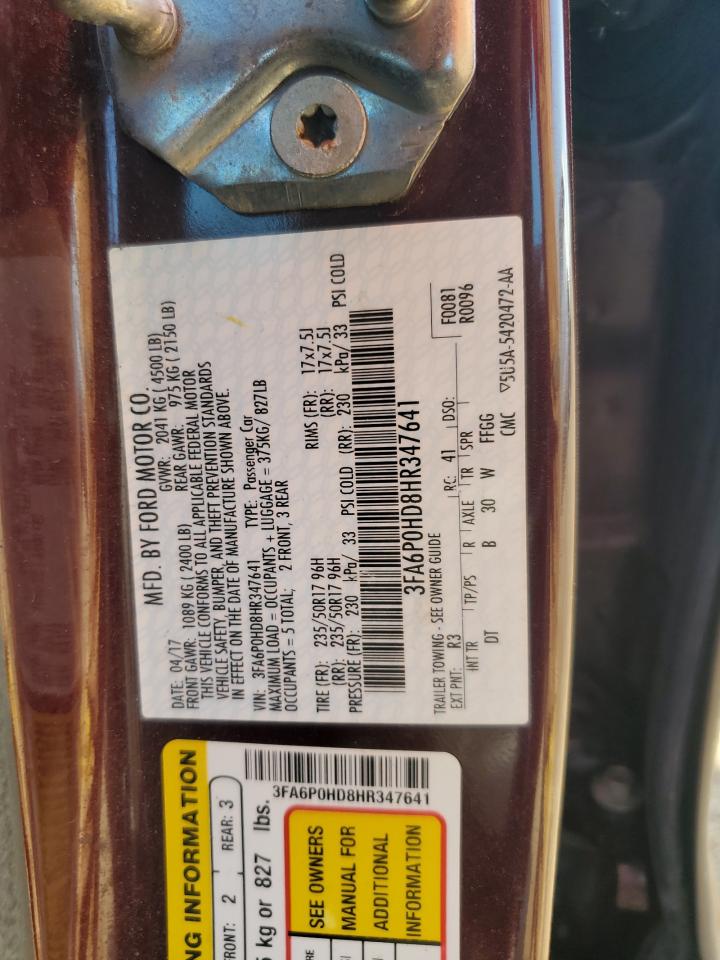 MFD. BY FORD MOTOR CO.
DATE: 04/17 GVWR: 2041 KG ( 4500 LB)
FRONT GAWR: 1089 KG ( 2400 LB) REAR GAWR: 975 KG ( 2150 LB)
THIS VEHICLE CONFORMS TO ALL APPLICABLE FEDERAL MOTOR
VEHICLE SAFETY, BUMPER, AND THEFT PREVENTION STANDARDS
IN EFFECT ON THE DATE OF MANUFACTURE SHOWN ABOVE.
VIN: 3FA6P0HD8HR347641 TYPE: Passenger Car
MAXIMUM LOAD = OCCUPANTS + LUGGAGE = 375KG/ 827LB
OCCUPANTS = 5 TOTAL; 2 FRONT, 3 REAR
TIRE (FR): 235/50R17 96H RIMS (FR): 17x7.5J
(RR): 235/50R17 96H (RR): 17x7.5J
PRESSURE (FR): 230 kPa/ 33 PSI COLD (RR): 230 kPa/ 33 PSI COLD
3FA6P0HD8HR347641
TRAILER TOWING - SEE OWNER GUIDE
EXT PNT: R3 RC: 41 DSO: F0081
R0096
INT TR TP/PS R AXLE TR SPR
DT B 30 W FFGG
CMC ▽5U5A-5420472-AA
NG INFORMATION
FRONT: 2 REAR: 3
5 kg or 827 lbs.
3FA6P0HD8HR347641
SEE OWNERS
MANUAL FOR
ADDITIONAL
INFORMATION